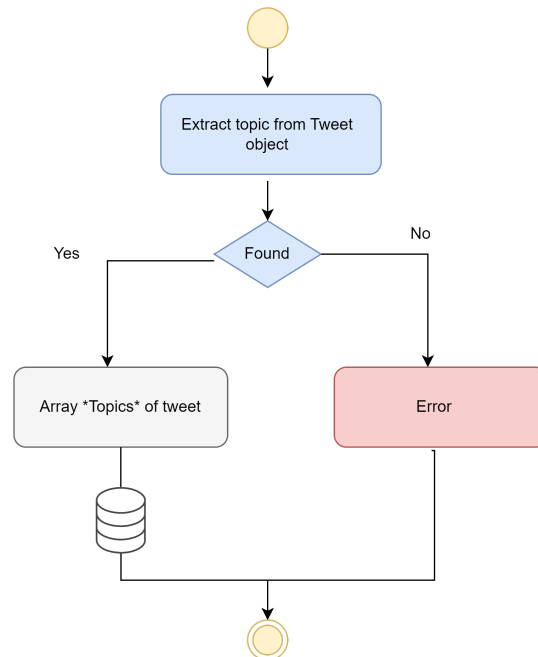 Extract topic from Tweet
object
Found
Yes
No
Array *Topics* of tweet
Error